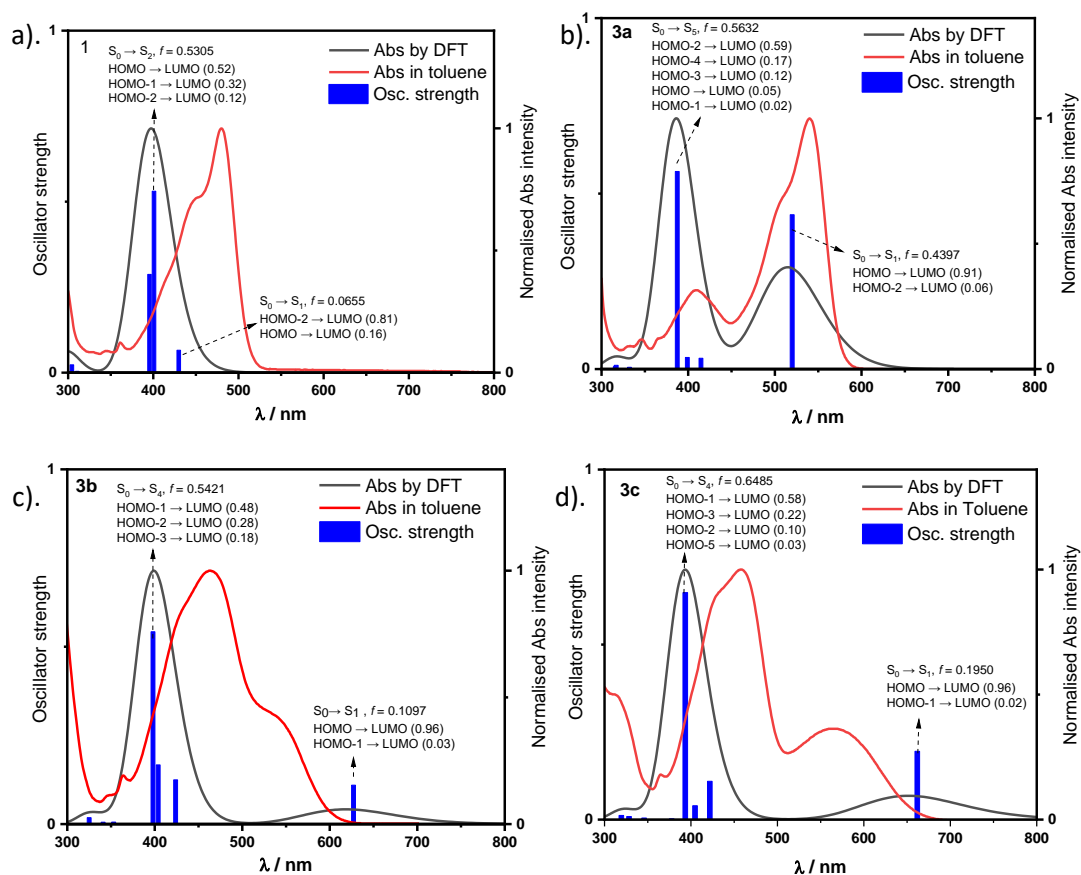 a).
1
1
S₀ → S₂, f = 0.5305
HOMO → LUMO (0.52)
HOMO-1 → LUMO (0.32)
HOMO-2 → LUMO (0.12)
Abs by DFT
Abs in toluene
Osc. strength
S₀ → S₁, f = 0.0655
HOMO-2 → LUMO (0.81)
HOMO → LUMO (0.16)
Oscillator strength
Normalised Abs intensity
1
0
0
300 400 500 600 700 800
λ / nm
b).
1
3a
S₀ → S₅, f = 0.5632
HOMO-2 → LUMO (0.59)
HOMO-4 → LUMO (0.17)
HOMO-3 → LUMO (0.12)
HOMO → LUMO (0.05)
HOMO-1 → LUMO (0.02)
Abs by DFT
Abs in toluene
Osc. strength
S₀ → S₁, f = 0.4397
HOMO → LUMO (0.91)
HOMO-2 → LUMO (0.06)
Oscillator strength
Normalised Abs intensity
1
0
0
300 400 500 600 700 800
λ / nm
c).
1
3b
S₀ → S₄, f = 0.5421
HOMO-1 → LUMO (0.48)
HOMO-2 → LUMO (0.28)
HOMO-3 → LUMO (0.18)
Abs by DFT
Abs in toluene
Osc. strength
S₀ → S₁ , f = 0.1097
HOMO → LUMO (0.96)
HOMO-1 → LUMO (0.03)
Oscillator strength
Normalised Abs intensity
1
0
0
300 400 500 600 700 800
λ / nm
d).
1
3c
S₀ → S₄, f = 0.6485
HOMO-1 → LUMO (0.58)
HOMO-3 → LUMO (0.22)
HOMO-2 → LUMO (0.10)
HOMO-5 → LUMO (0.03)
Abs by DFT
Abs in Toluene
Osc. strength
S₀ → S₁, f = 0.1950
HOMO → LUMO (0.96)
HOMO-1 → LUMO (0.02)
Oscillator strength
Normalised Abs intensity
1
0
0
300 400 500 600 700 800
λ / nm